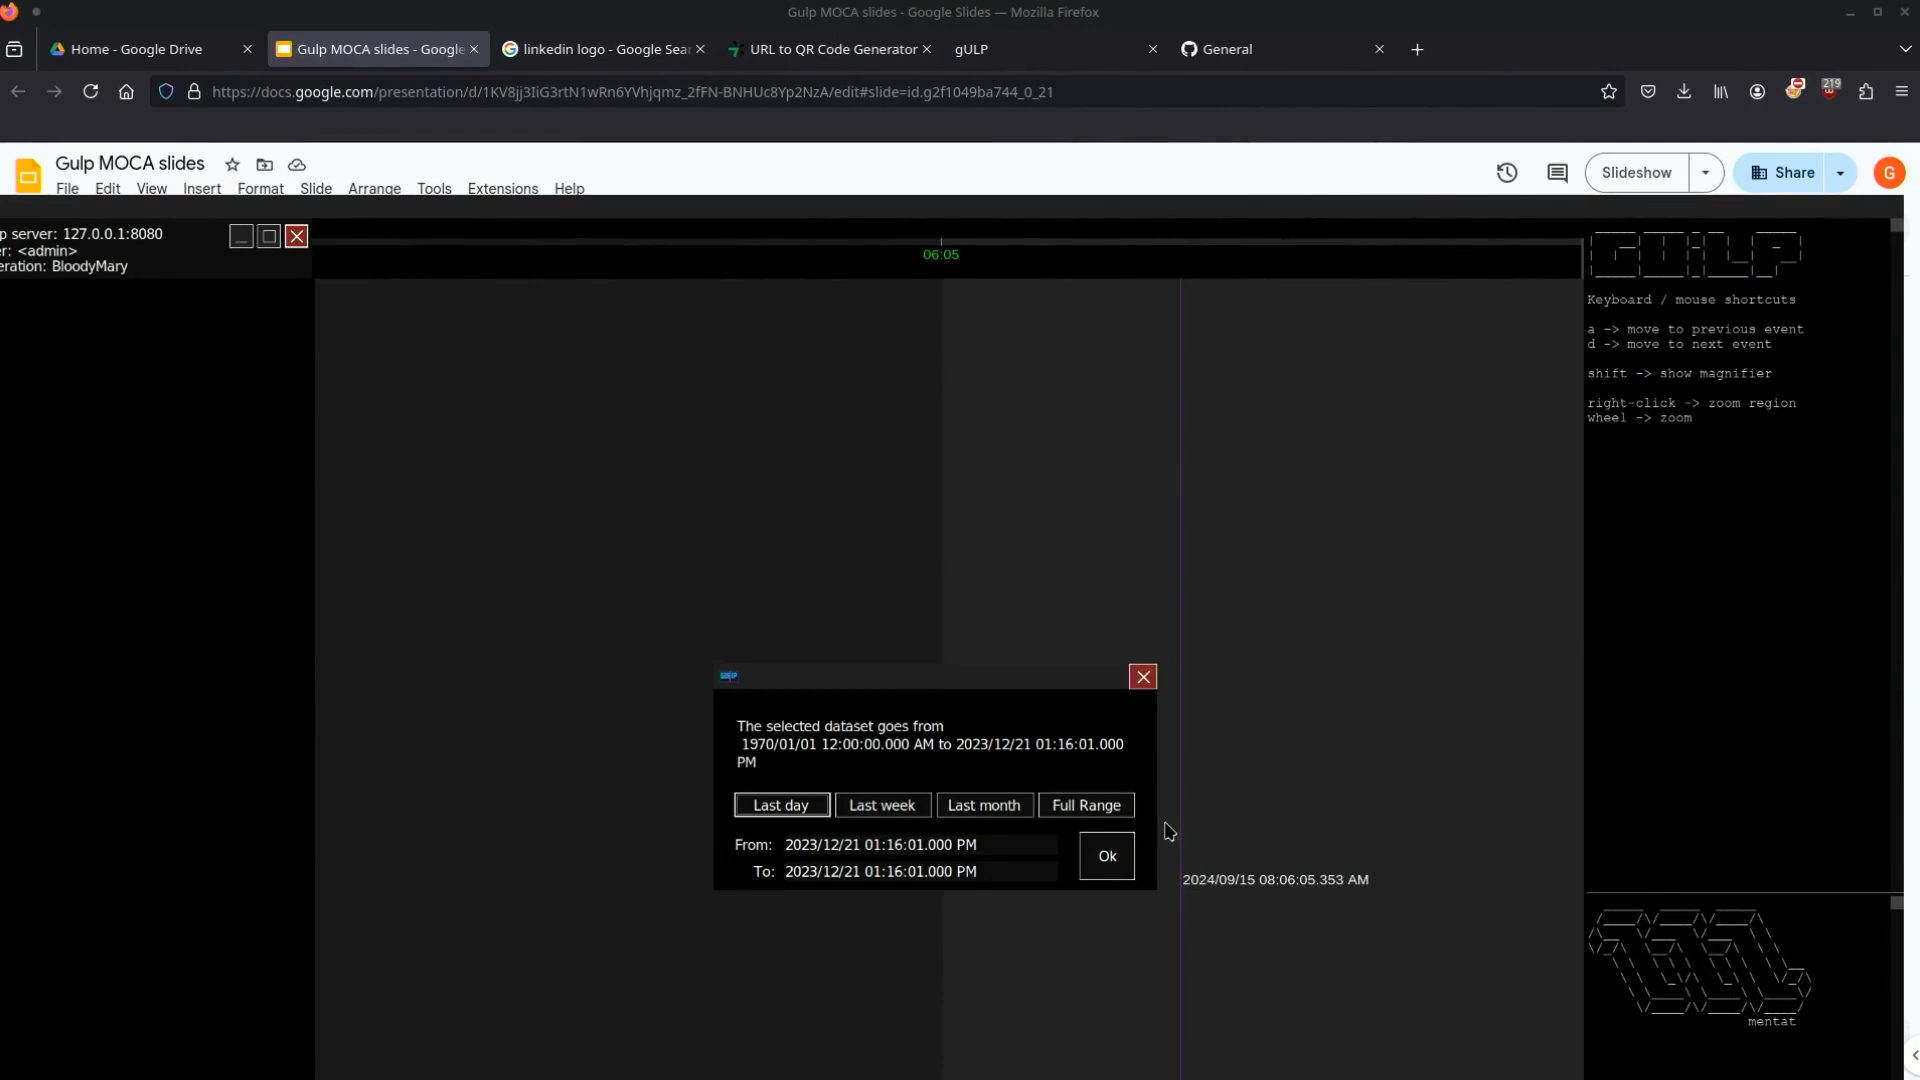 Gulp MOCA slides - Google Slides — Mozilla Firefox
Home - Google Drive
Gulp MOCA slides - Google
linkedin logo - Google Sear
URL to QR Code Generator
gULP
General
https://docs.google.com/presentation/d/1KV8jj3IiG3rtN1wRn6YVhjqmz_2fFN-BNHUc8Yp2NzA/edit#slide=id.g2f1049ba744_0_21
219
Gulp MOCA slides
File Edit View Insert Format Slide Arrange Tools Extensions Help
Slideshow
Share
G
p server: 127.0.0.1:8080
er: <admin>
eration: BloodyMary
06:05
GULP
Keyboard / mouse shortcuts
a -> move to previous event
d -> move to next event
shift -> show magnifier
right-click -> zoom region
wheel -> zoom
GULP
The selected dataset goes from
1970/01/01 12:00:00.000 AM to 2023/12/21 01:16:01.000
PM
Last day
Last week
Last month
Full Range
From: 2023/12/21 01:16:01.000 PM
To: 2023/12/21 01:16:01.000 PM
Ok
2024/09/15 08:06:05.353 AM
mentat